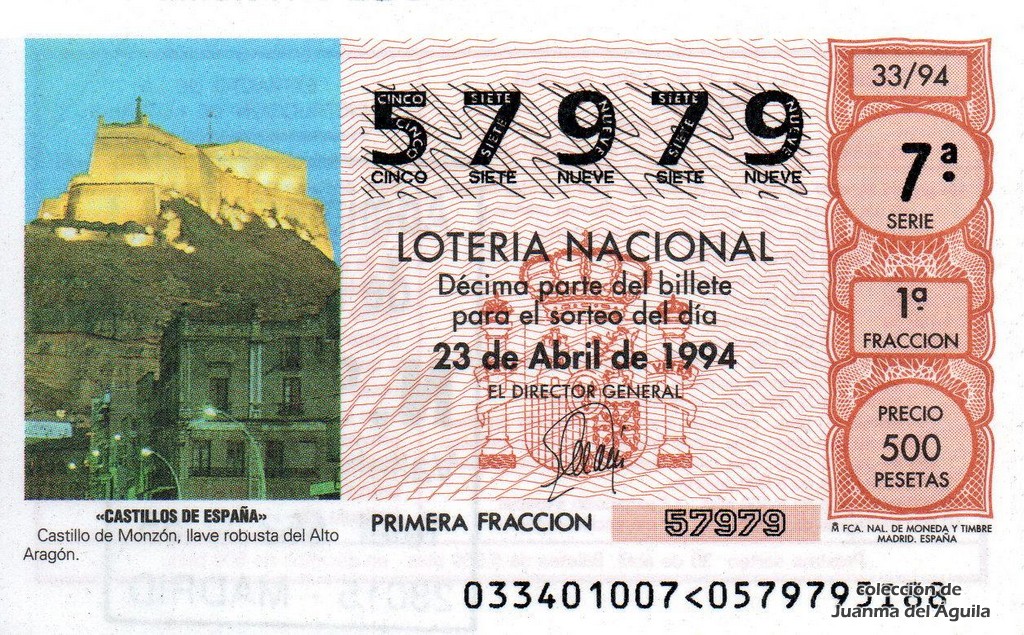 CINCO SIETE NUEVE SIETE NUEVE
57979
CINCO SIETE NUEVE SIETE NUEVE
LOTERIA NACIONAL
Décima parte del billete
para el sorteo del día
23 de Abril de 1994
EL DIRECTOR GENERAL
33/94
7ª
SERIE
1ª
FRACCION
PRECIO
500
PESETAS
«CASTILLOS DE ESPAÑA»
Castillo de Monzón, llave robusta del Alto
Aragón.
PRIMERA FRACCION 57979
FCA. NAL. DE MONEDA Y TIMBRE
MADRID. ESPAÑA
033401007<057979
colección de
Juanma del Aguila